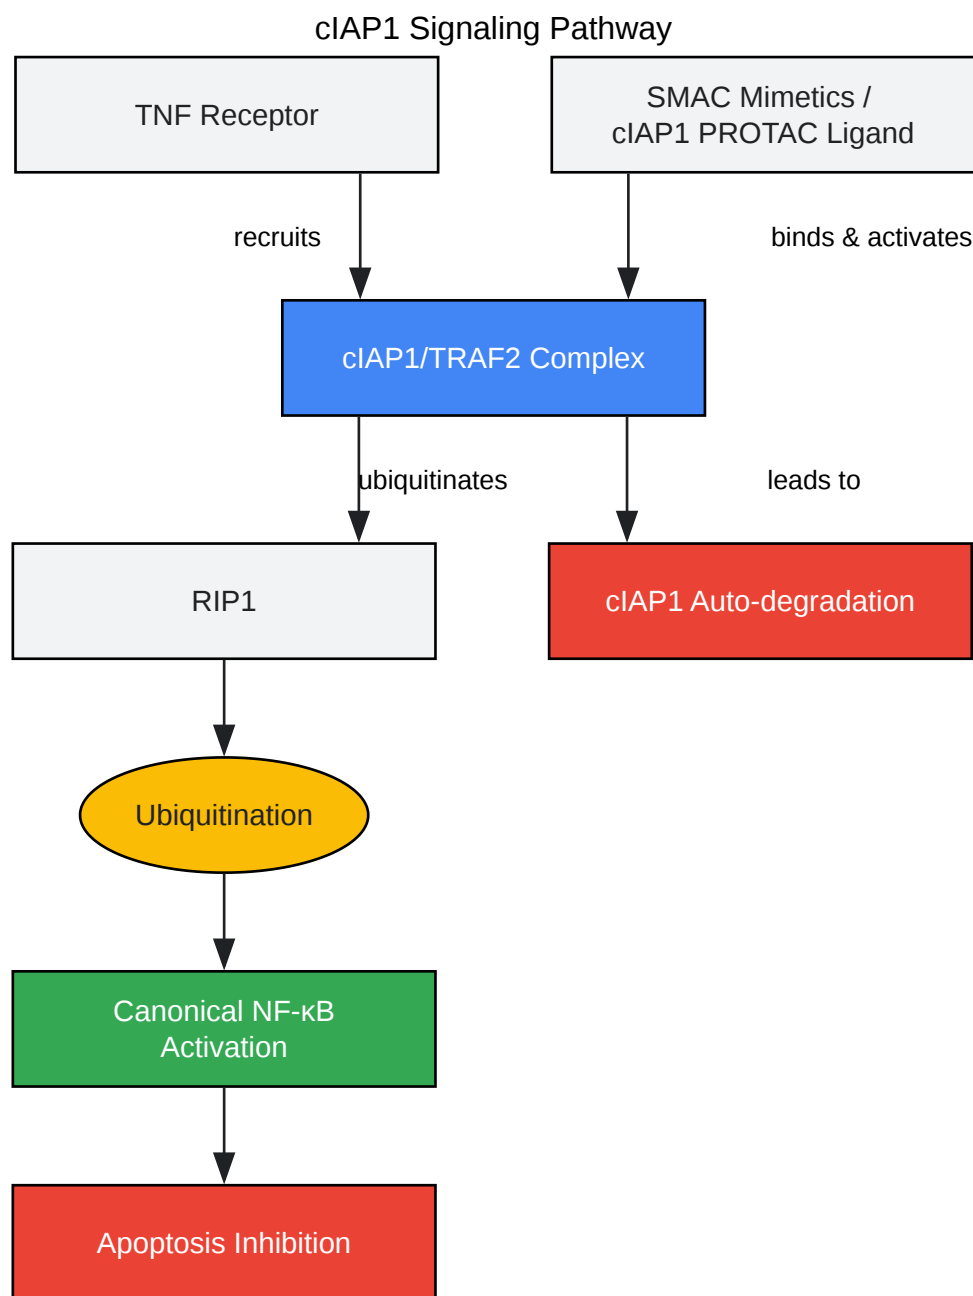 cIAP1 Signaling Pathway
TNF Receptor
SMAC Mimetics /
cIAP1 PROTAC Ligand
recruits
binds & activates
cIAP1/TRAF2 Complex
ubiquitinates
leads to
RIP1
cIAP1 Auto-degradation
Ubiquitination
Canonical NF-κB
Activation
Apoptosis Inhibition